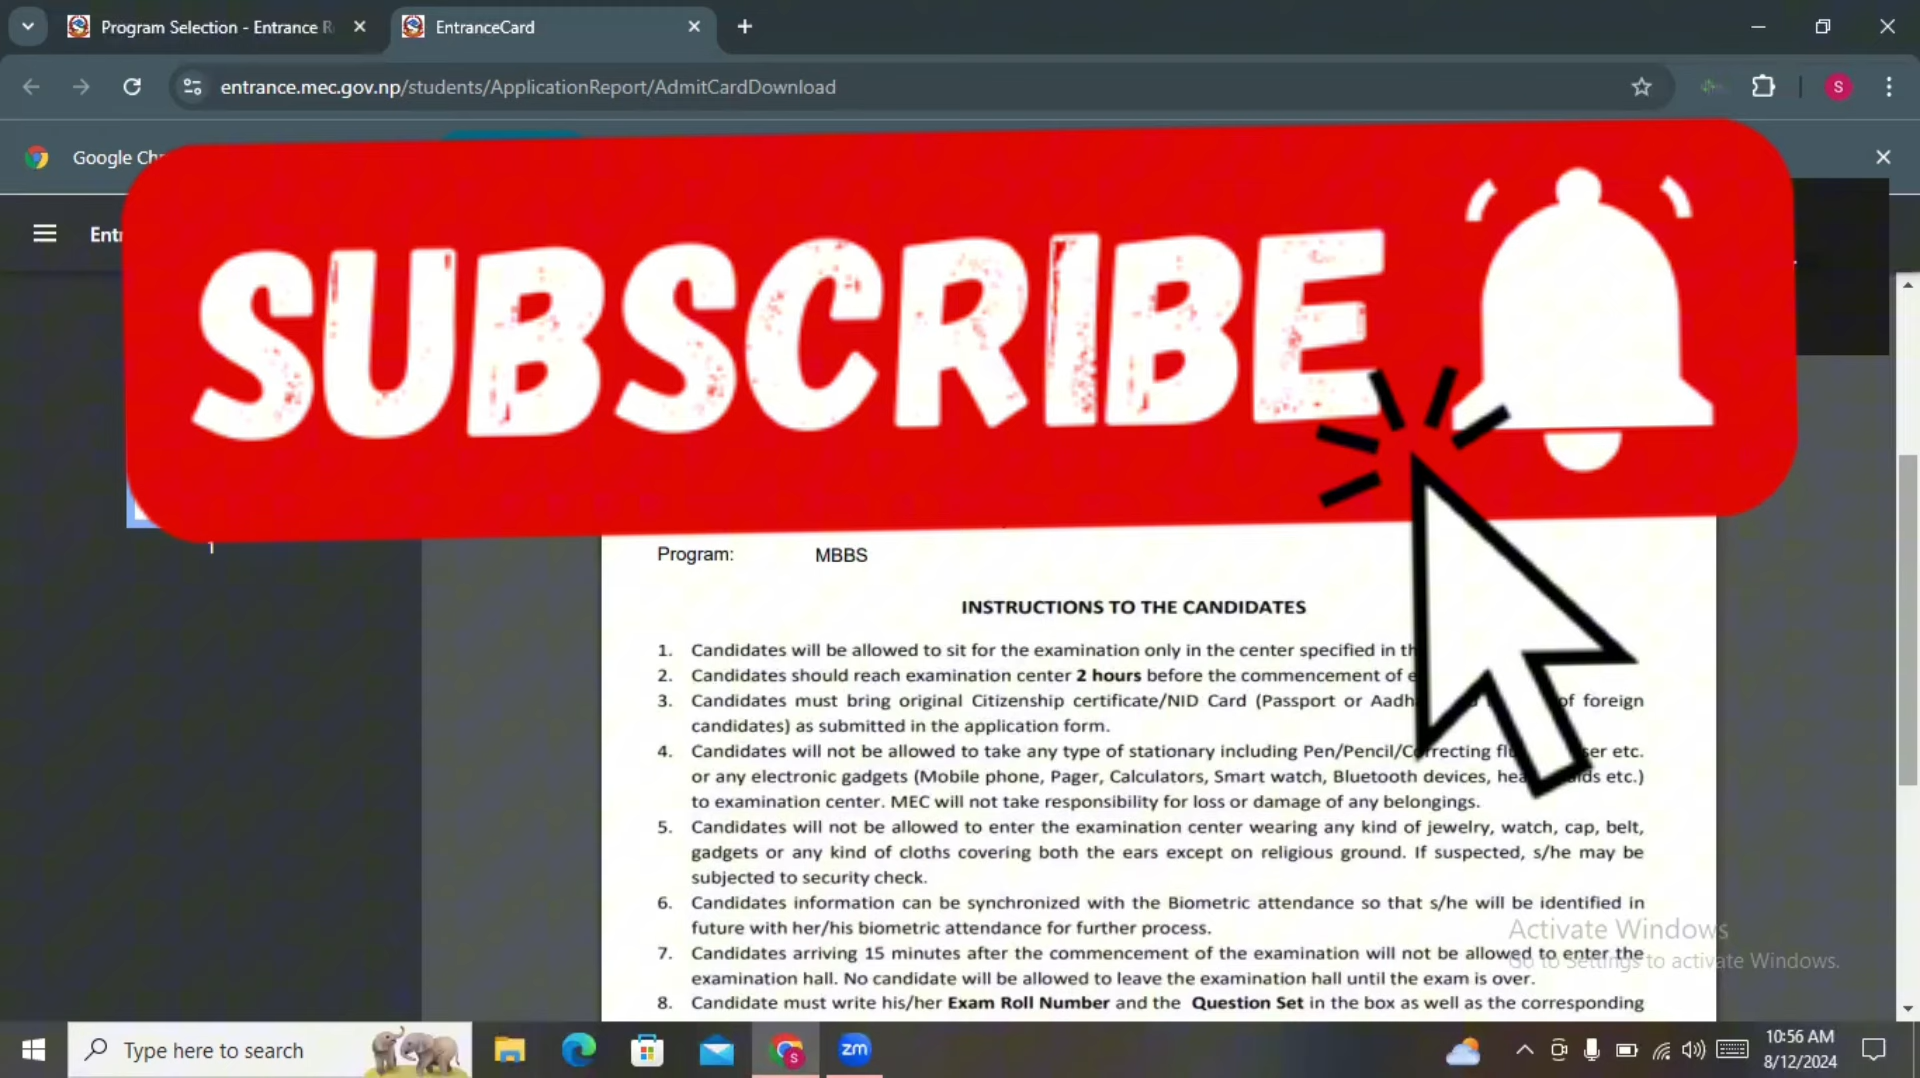 Program Selection - Entrance R
EntranceCard
entrance.mec.gov.np/students/ApplicationReport/AdmitCardDownload
S
Google Ch
Ent
SUBSCRIBE
1
Program: MBBS
INSTRUCTIONS TO THE CANDIDATES
1. Candidates will be allowed to sit for the examination only in the center specified in th
2. Candidates should reach examination center 2 hours before the commencement of e
3. Candidates must bring original Citizenship certificate/NID Card (Passport or Aadh of foreign
candidates) as submitted in the application form.
4. Candidates will not be allowed to take any type of stationary including Pen/Pencil/Correcting fl er etc.
or any electronic gadgets (Mobile phone, Pager, Calculators, Smart watch, Bluetooth devices, hea ids etc.)
to examination center. MEC will not take responsibility for loss or damage of any belongings.
5. Candidates will not be allowed to enter the examination center wearing any kind of jewelry, watch, cap, belt,
gadgets or any kind of cloths covering both the ears except on religious ground. If suspected, s/he may be
subjected to security check.
6. Candidates information can be synchronized with the Biometric attendance so that s/he will be identified in
future with her/his biometric attendance for further process.
Activate Windows
7. Candidates arriving 15 minutes after the commencement of the examination will not be allowed to enter the
Go to Settings to activate Windows.
examination hall. No candidate will be allowed to leave the examination hall until the exam is over.
8. Candidate must write his/her Exam Roll Number and the Question Set in the box as well as the corresponding
Type here to search
S
zm
10:56 AM
8/12/2024